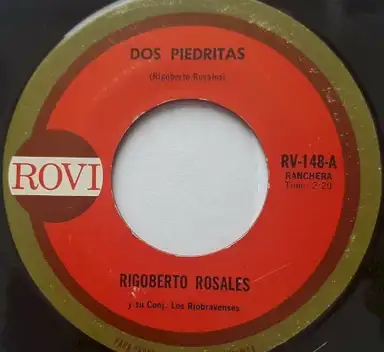 DOS PIEDRITAS
(Rigoberto Rosales)
ROVI
RV-148-A
RANCHERA
Time: 2:20
RIGOBERTO ROSALES
y su Conj. Los Riobravenses